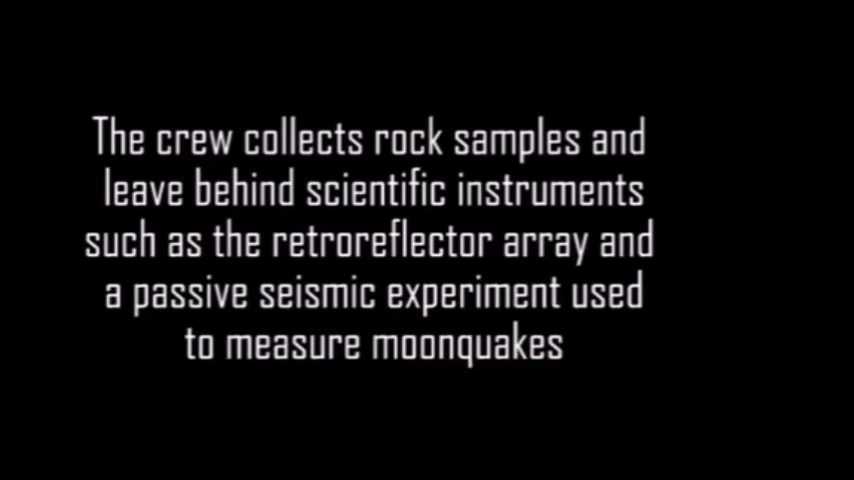 The crew collects rock samples and
leave behind scientific instruments
such as the retroreflector array and
a passive seismic experiment used
to measure moonquakes